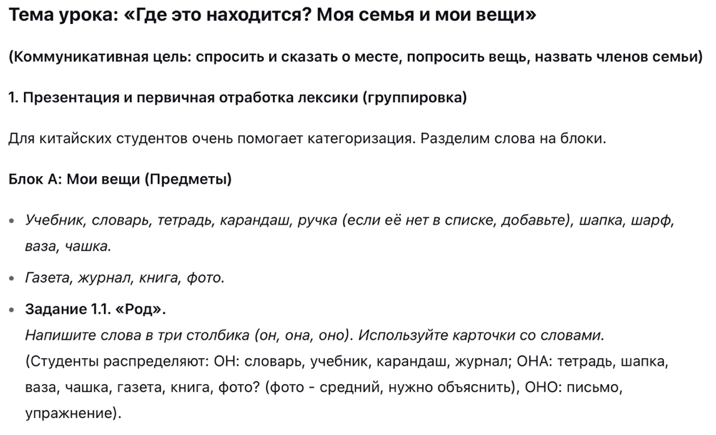 Тема урока: «Где это находится? Моя семья и мои вещи»
(Коммуникативная цель: спросить и сказать о месте, попросить вещь, назвать членов семьи)
1. Презентация и первичная отработка лексики (группировка)
Для китайских студентов очень помогает категоризация. Разделим слова на блоки.
Блок А: Мои вещи (Предметы)
• Учебник, словарь, тетрадь, карандаш, ручка (если её нет в списке, добавьте), шапка, шарф,
ваза, чашка.
• Газета, журнал, книга, фото.
• Задание 1.1. «Род».
Напишите слова в три столбика (он, она, оно). Используйте карточки со словами.
(Студенты распределяют: ОН: словарь, учебник, карандаш, журнал; ОНА: тетрадь, шапка,
ваза, чашка, газета, книга, фото? (фото - средний, нужно объяснить), ОНО: письмо,
упражнение).